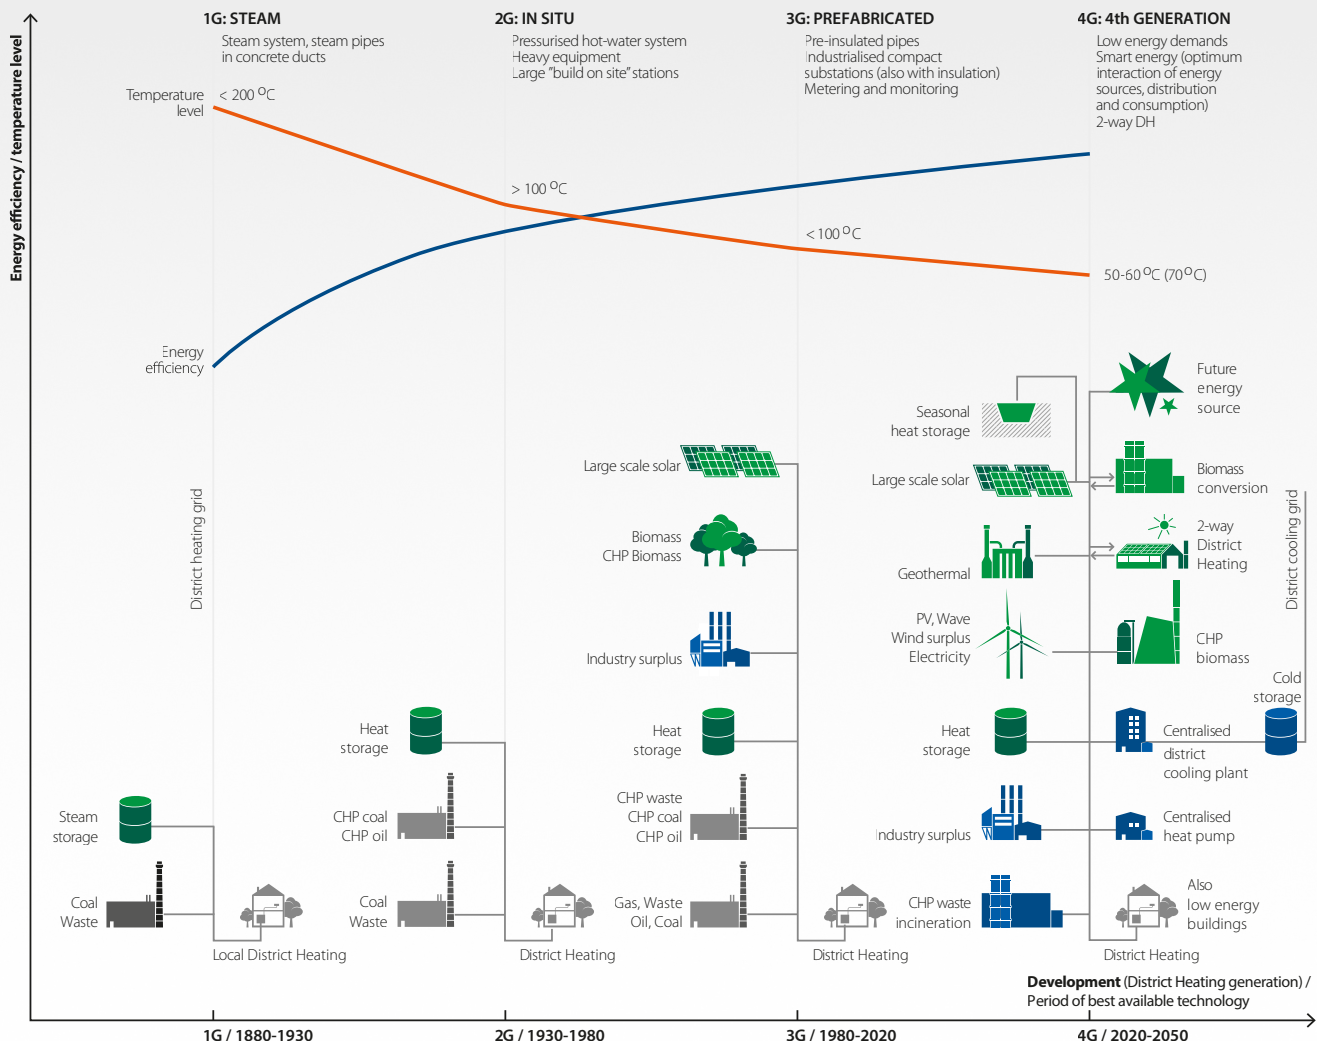 1G: STEAM
Steam system, steam pipes
in concrete ducts
2G: IN SITU
Pressurised hot-water system
Heavy equipment
Large "build on site" stations
3G: PREFABRICATED
Pre-insulated pipes
Industrialised compact
substations (also with insulation)
Metering and monitoring
4G: 4th GENERATION
Low energy demands
Smart energy (optimum
interaction of energy
sources, distribution
and consumption)
2-way DH
Energy efficiency / temperature level
Temperature
level
< 200 °C
> 100 °C
< 100 °C
50-60 °C (70°C)
Energy
efficiency
District heating grid
Steam
storage
Coal
Waste
Local District Heating
Heat
storage
CHP coal
CHP oil
Coal
Waste
District Heating
Large scale solar
Biomass
CHP Biomass
Industry surplus
Heat
storage
CHP waste
CHP coal
CHP oil
Gas, Waste
Oil, Coal
District Heating
Seasonal
heat storage
Large scale solar
Geothermal
PV, Wave
Wind surplus
Electricity
Heat
storage
Industry surplus
CHP waste
incineration
Future
energy
source
Biomass
conversion
2-way
District
Heating
CHP
biomass
District cooling grid
Cold
storage
Centralised
district
cooling plant
Centralised
heat pump
Also
low energy
buildings
District Heating
Development (District Heating generation) /
Period of best available technology
1G / 1880-1930
2G / 1930-1980
3G / 1980-2020
4G / 2020-2050